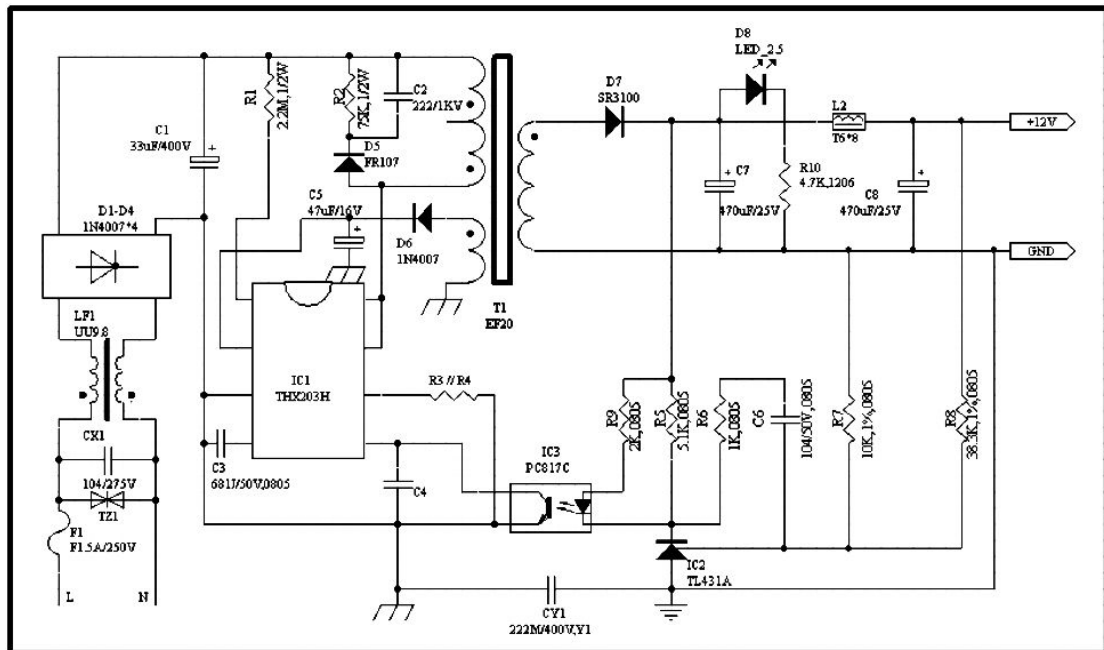 D8
LED_2.5
D7
SR3100
L2
T6*8
+12V
R1
2.2M,1/2W
R2
75K,1/2W
C2
222/1KV
C1
33uF/400V
+
D5
FR107
C5
47uF/16V
+
D6
1N4007
D1-D4
1N4007*4
T1
EF20
+
C7
470uF/25V
R10
4.7K,1206
+
C8
470uF/25V
GND
LF1
UU9.8
IC1
THX203H
R3 // R4
CX1
104/275V
TZ1
F1
F1.5A/250V
L
N
C3
681J/50V,0805
C4
IC3
PC817C
R9
2K,0805
R5
5.1K,0805
R6
1K,0805
C6
104/50V,0805
R7
10K,1%,0805
R8
38.3K,1%,0805
IC2
TL431A
CY1
222M/400V,Y1